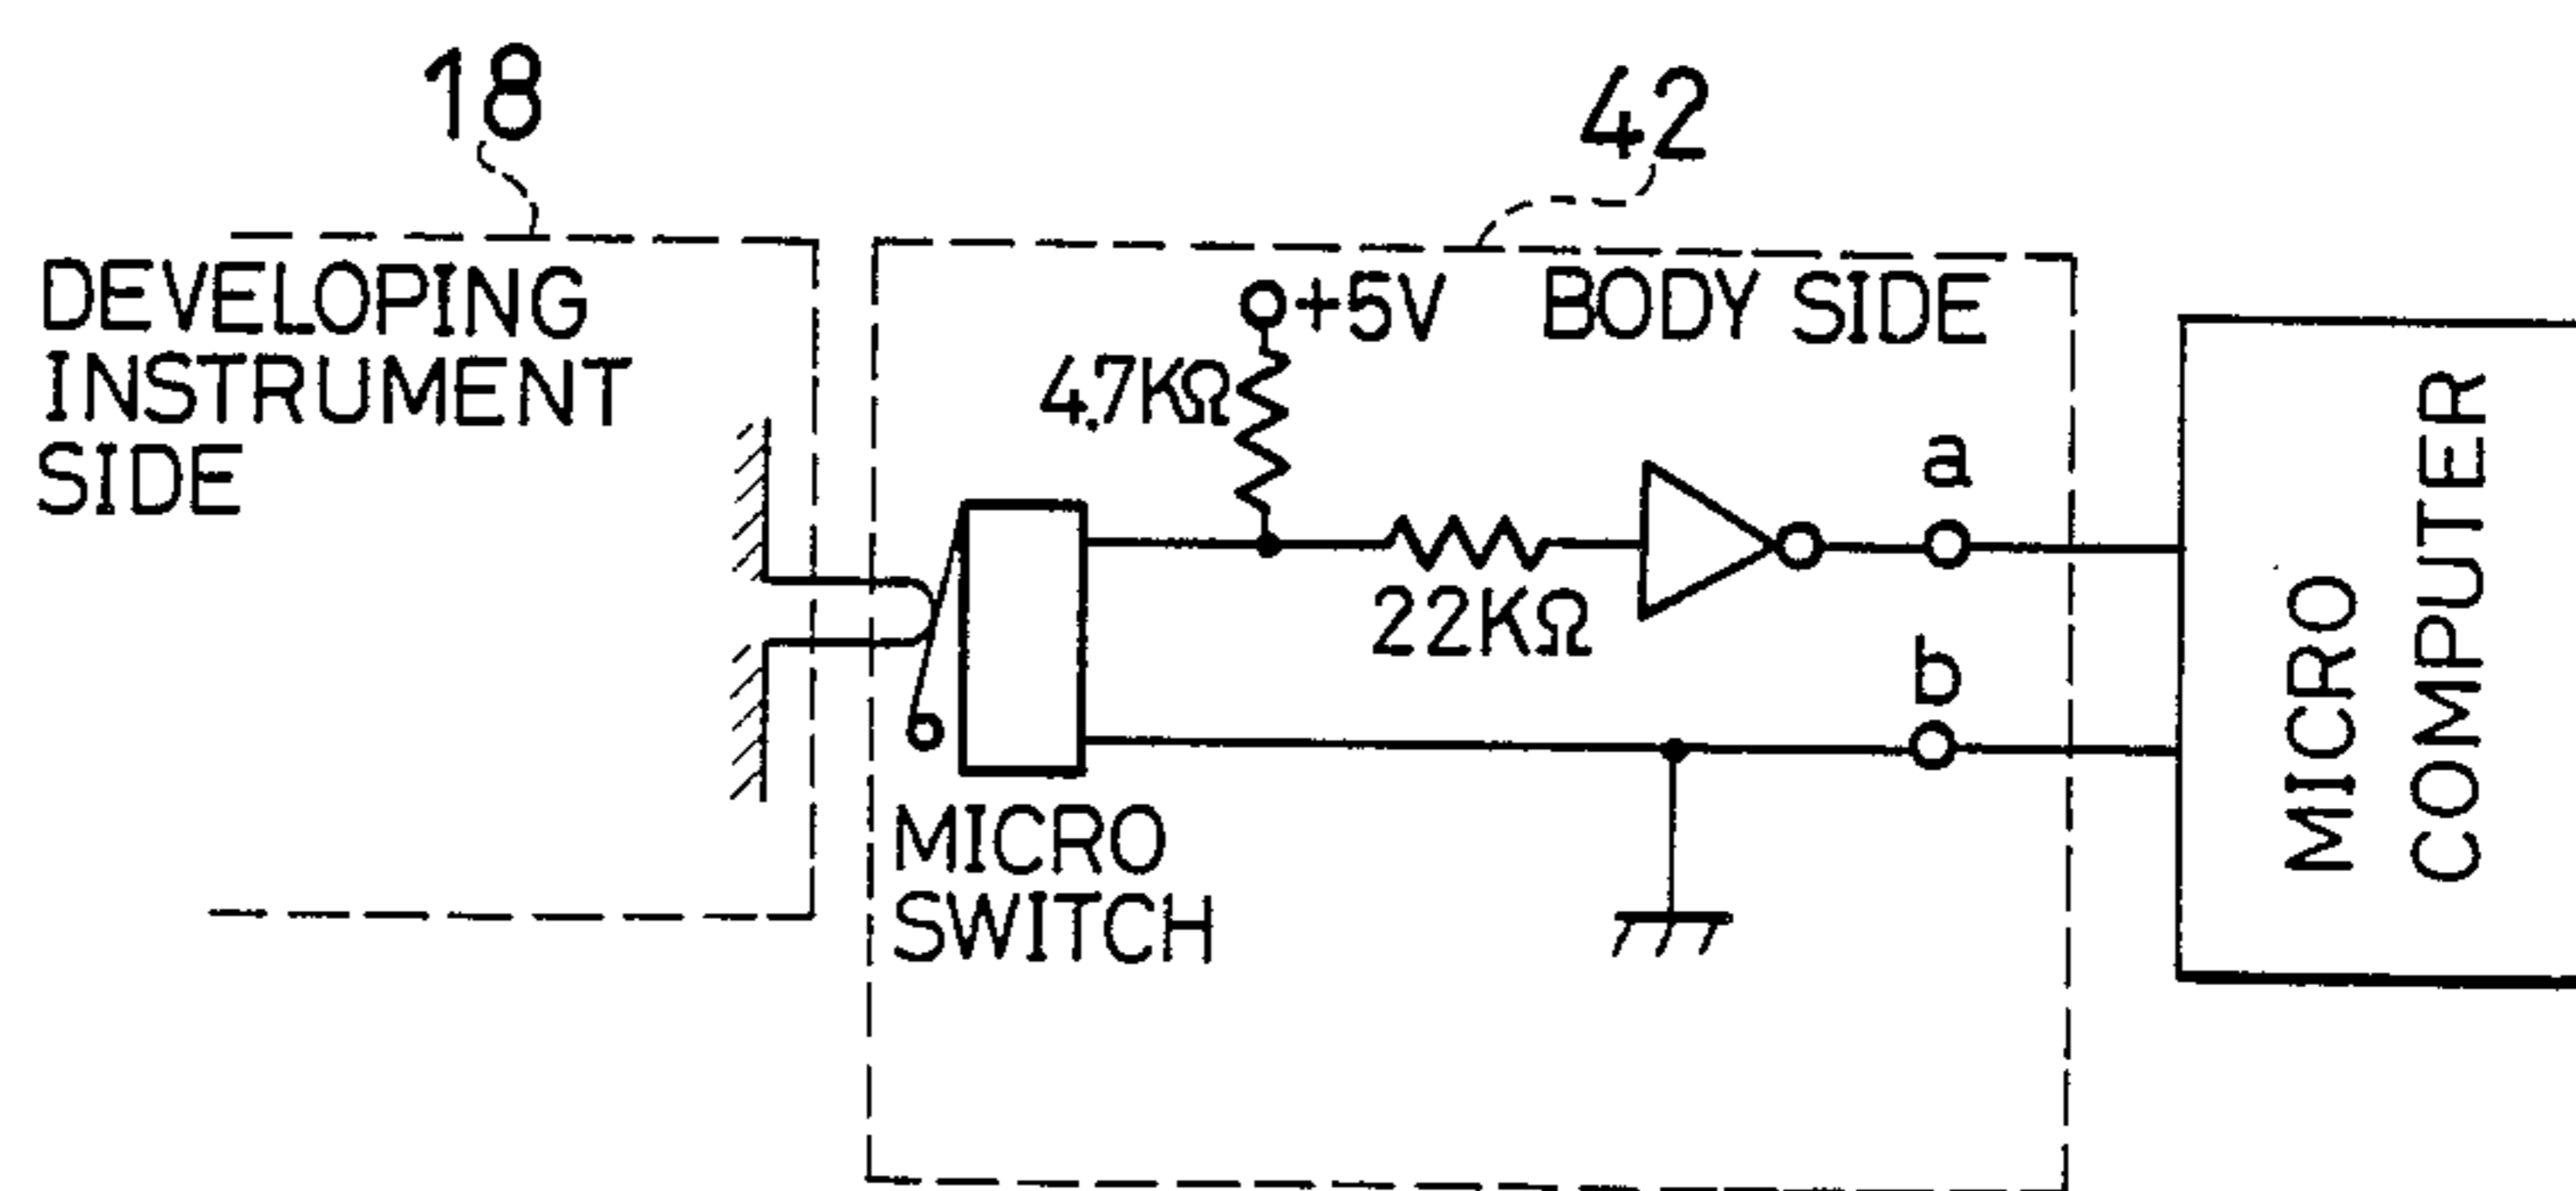 18
42
DEVELOPING
INSTRUMENT
SIDE
+5V
BODY SIDE
4.7KΩ
22KΩ
a
b
MICRO
SWITCH
MICRO
COMPUTER